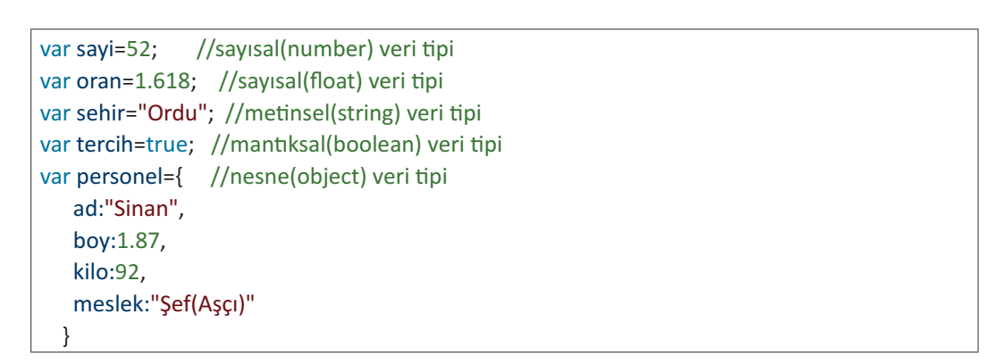 var sayi=52; //sayısal(number) veri tipi
var oran=1.618; //sayısal(float) veri tipi
var sehir="Ordu"; //metinsel(string) veri tipi
var tercih=true; //mantıksal(boolean) veri tipi
var personel={ //nesne(object) veri tipi
ad:"Sinan",
boy:1.87,
kilo:92,
meslek:"Şef(Aşçı)"
}